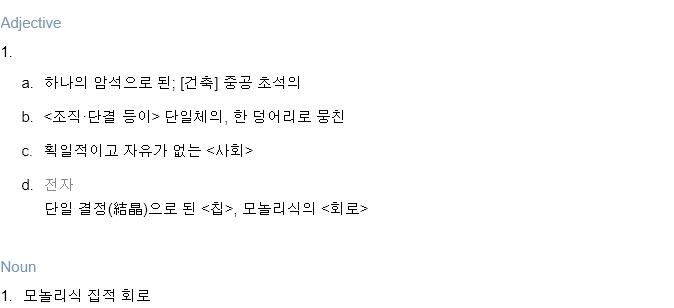 Adjective
1.
a. 하나의 암석으로 된; [건축] 중공 초석의
b. <조직·단결 등이> 단일체의, 한 덩어리로 뭉친
c. 획일적이고 자유가 없는 <사회>
d. 전자
단일 결정(結晶)으로 된 <칩>, 모놀리식의 <회로>
Noun
1. 모놀리식 집적 회로